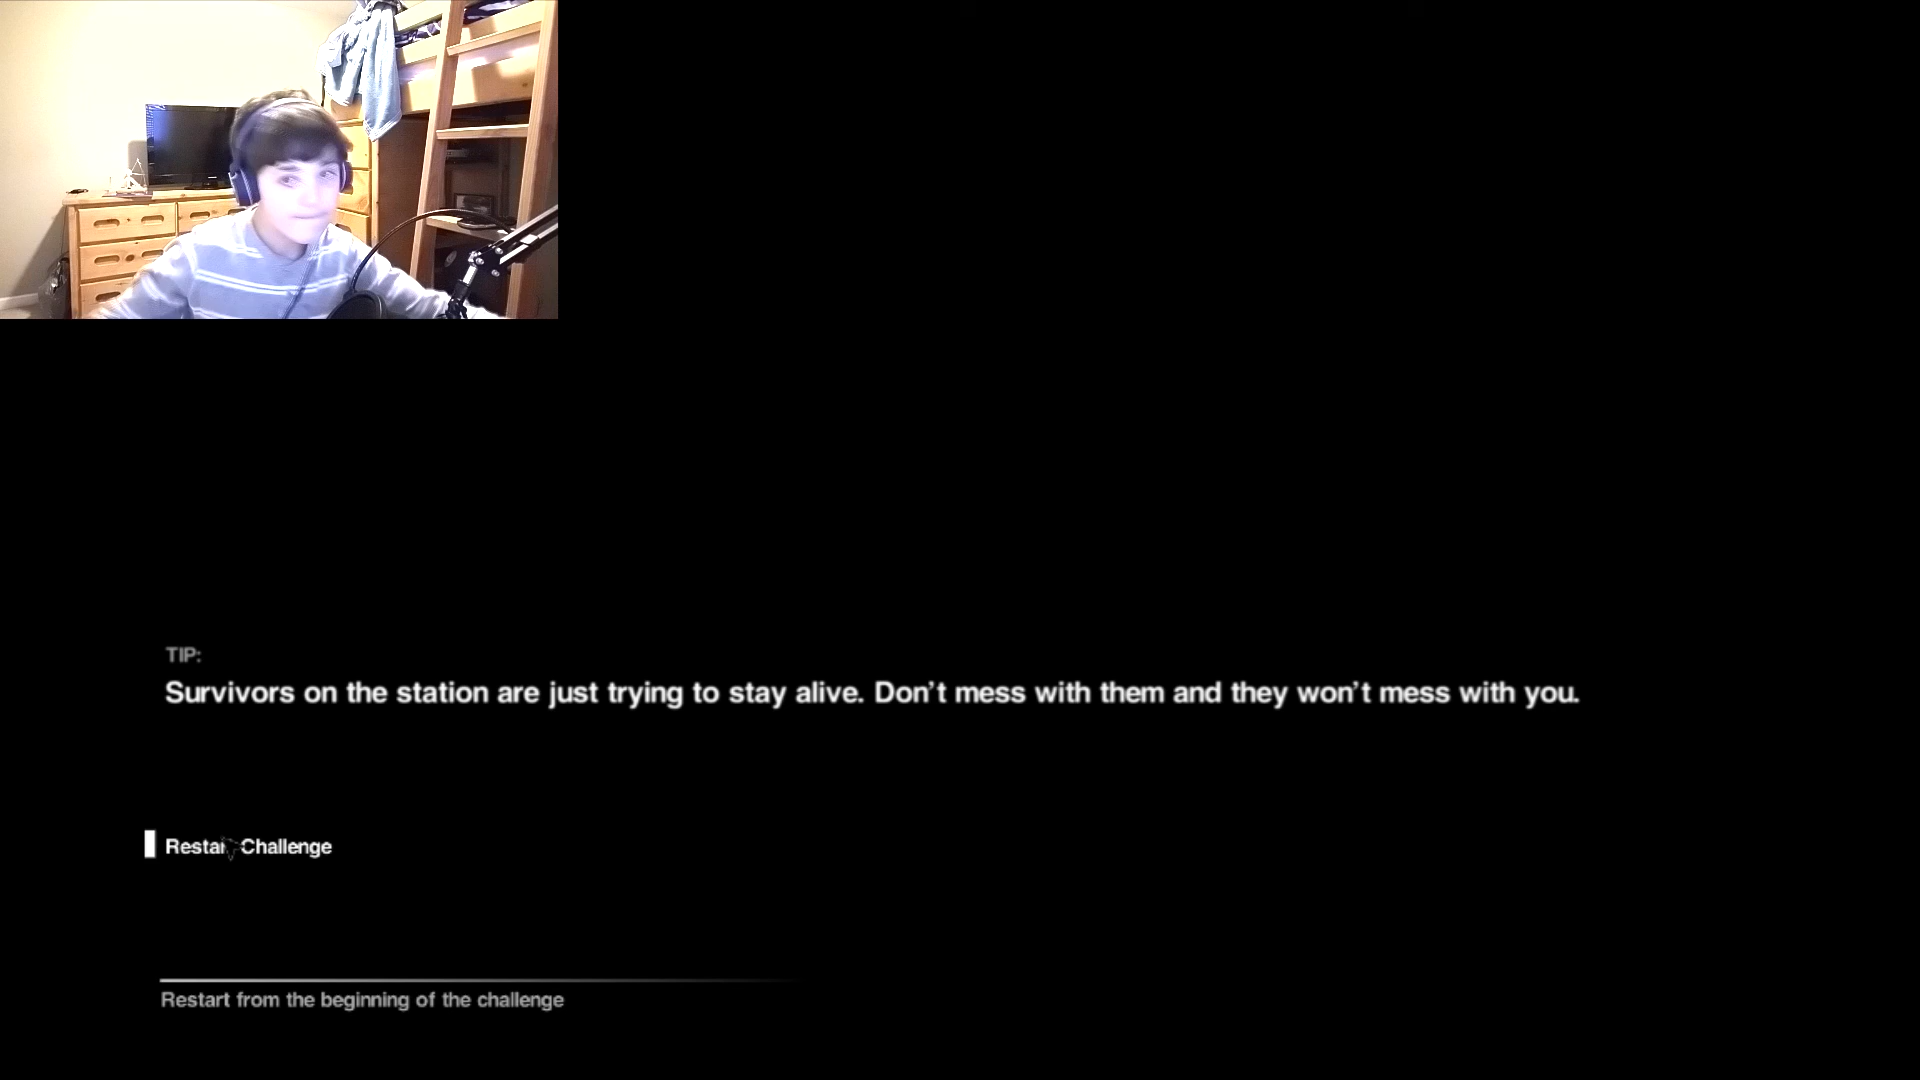 TIP:
Survivors on the station are just trying to stay alive. Don't mess with them and they won't mess with you.
Restart Challenge
Restart from the beginning of the challenge